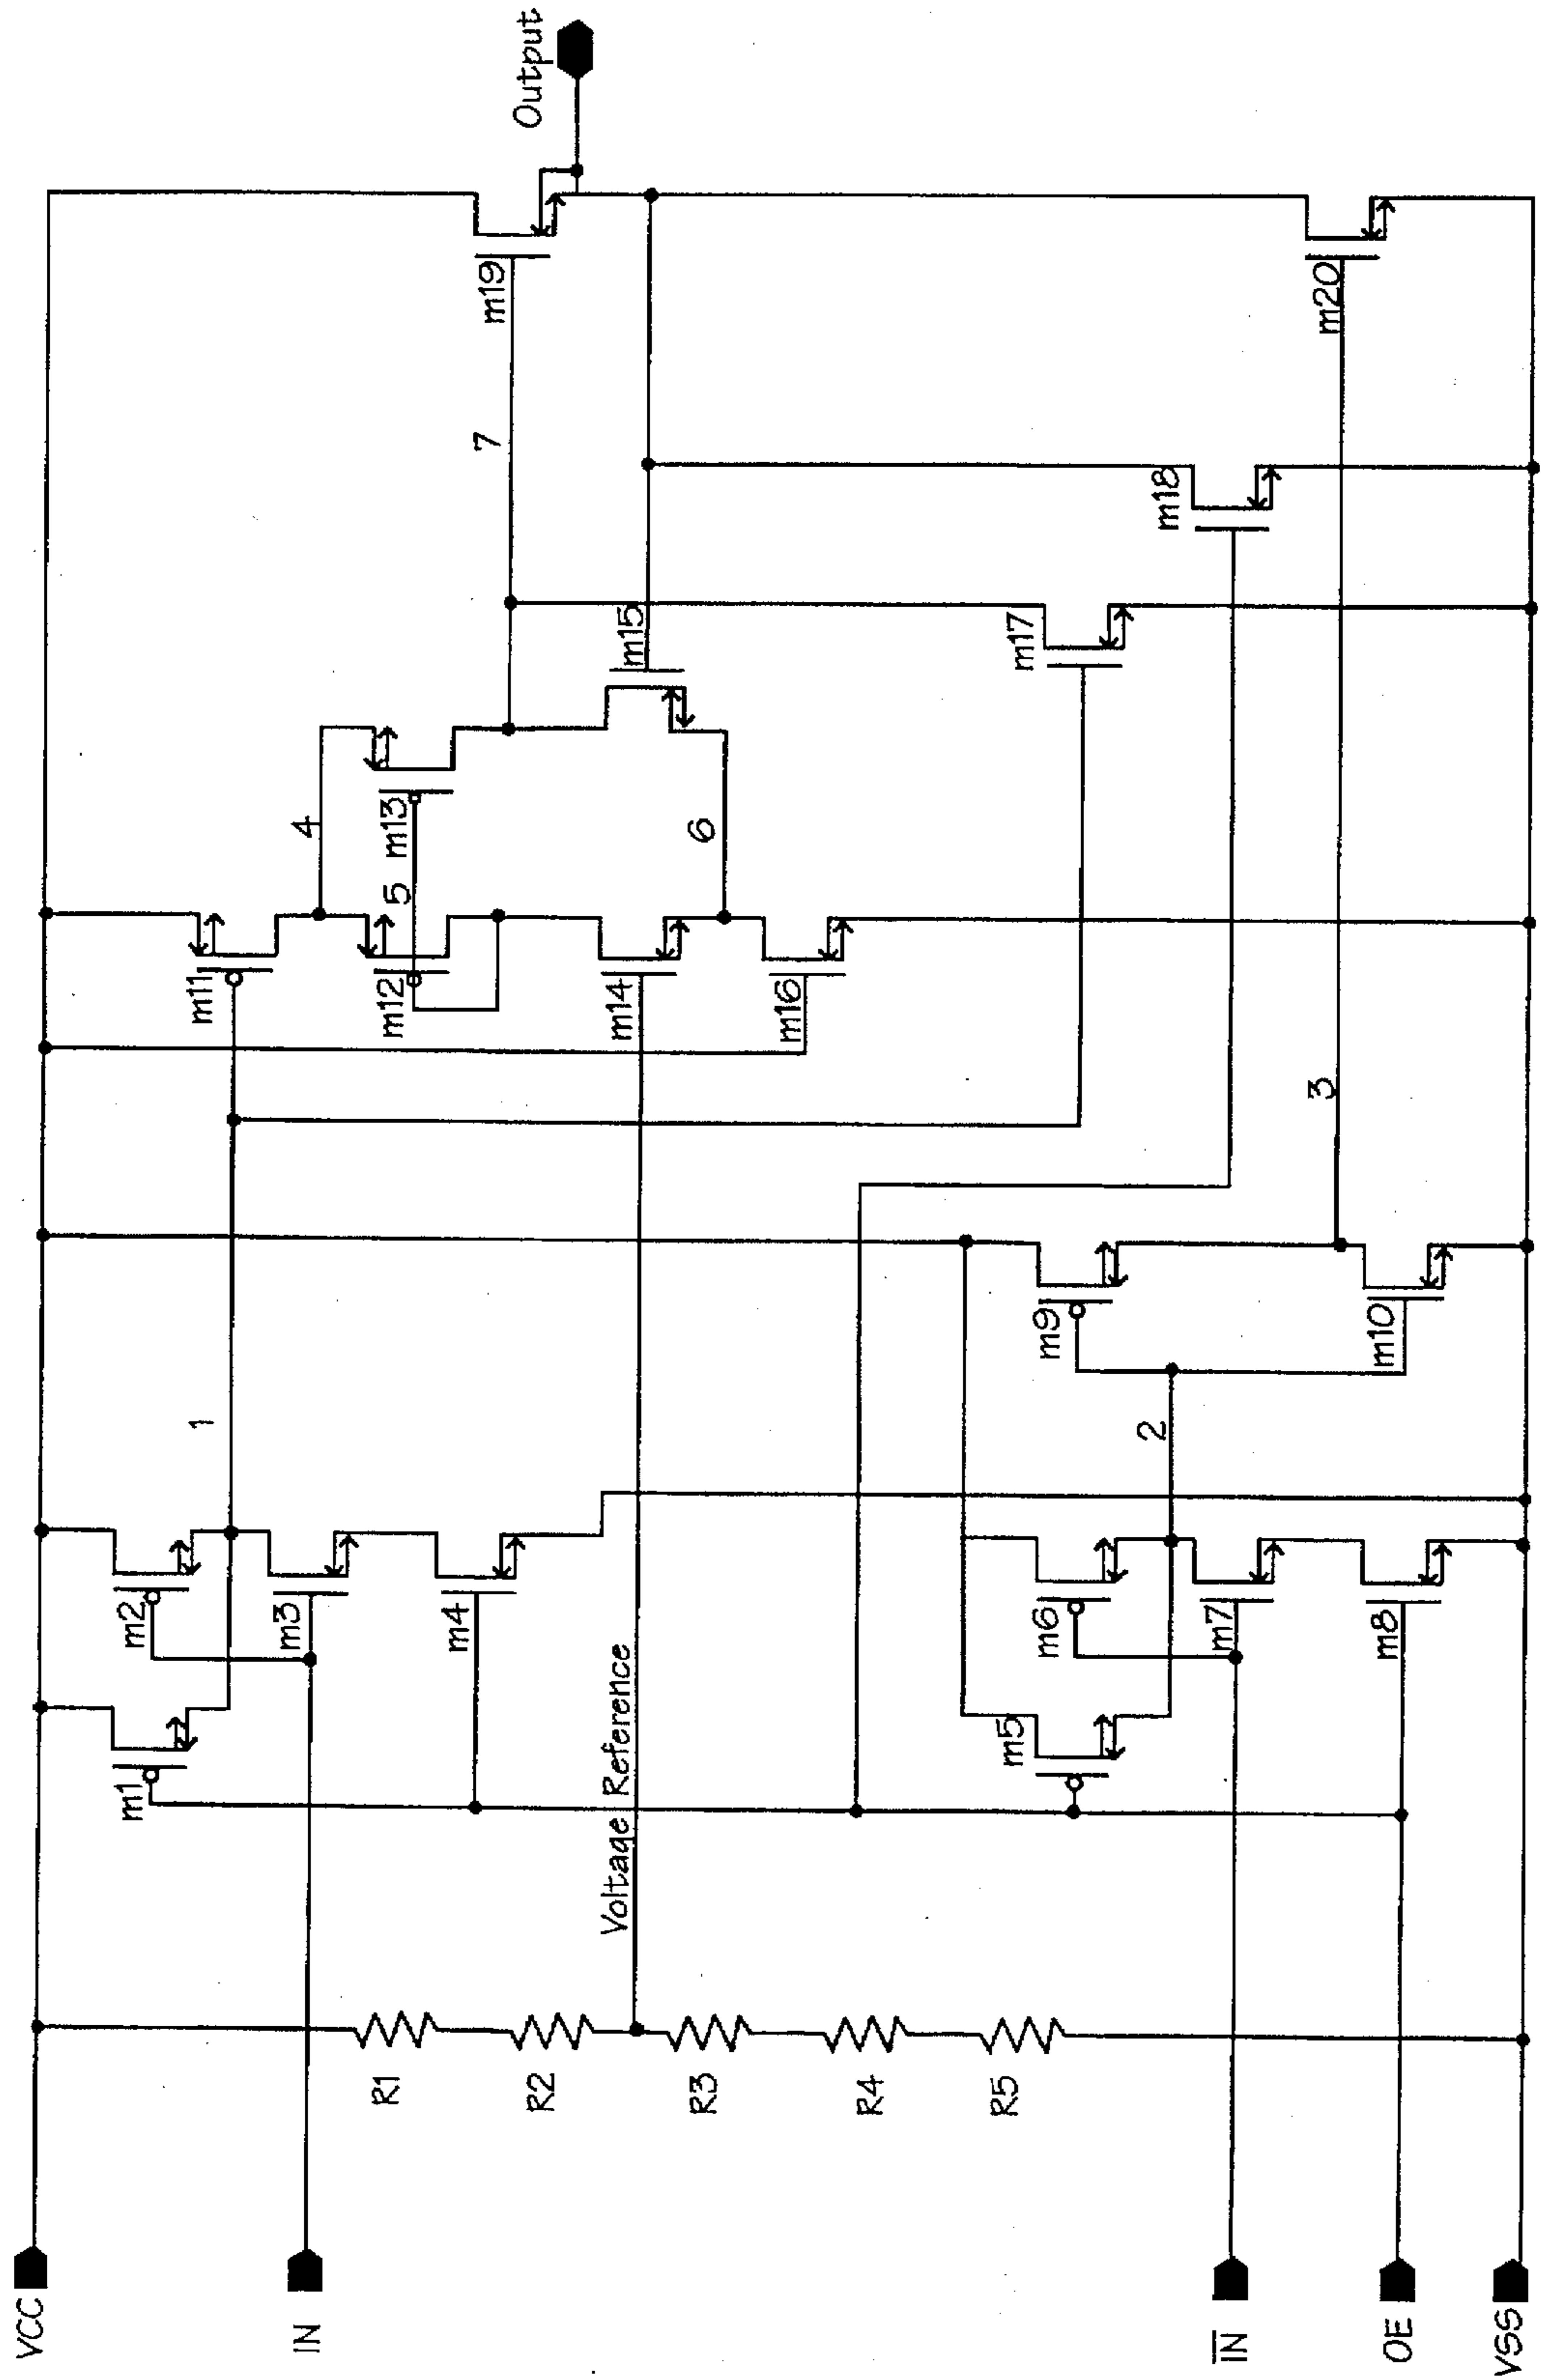 VCC
IN
IN
OE
VSS
R1
R2
R3
R4
R5
Voltage Reference
m1
m2
m3
m4
m5
m6
m7
m8
1
2
m9
m10
3
m11
m12
m14
m16
4
5
m13
6
m15
m17
m18
7
m19
m20
Output